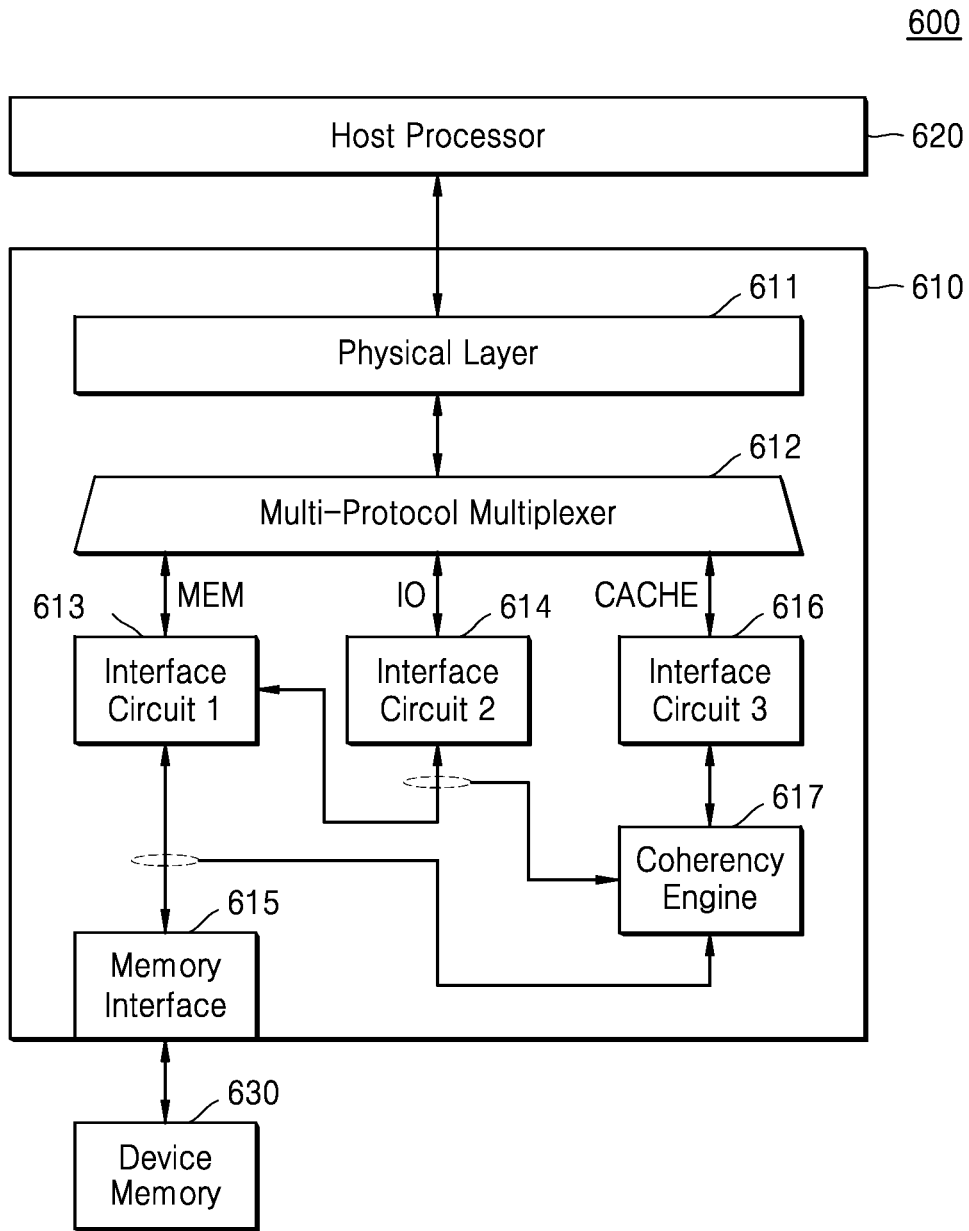 600
Host Processor
620
610
611
Physical Layer
612
Multi-Protocol Multiplexer
MEM
IO
CACHE
613
614
616
Interface
Circuit 1
Interface
Circuit 2
Interface
Circuit 3
617
Coherency
Engine
615
Memory
Interface
630
Device
Memory